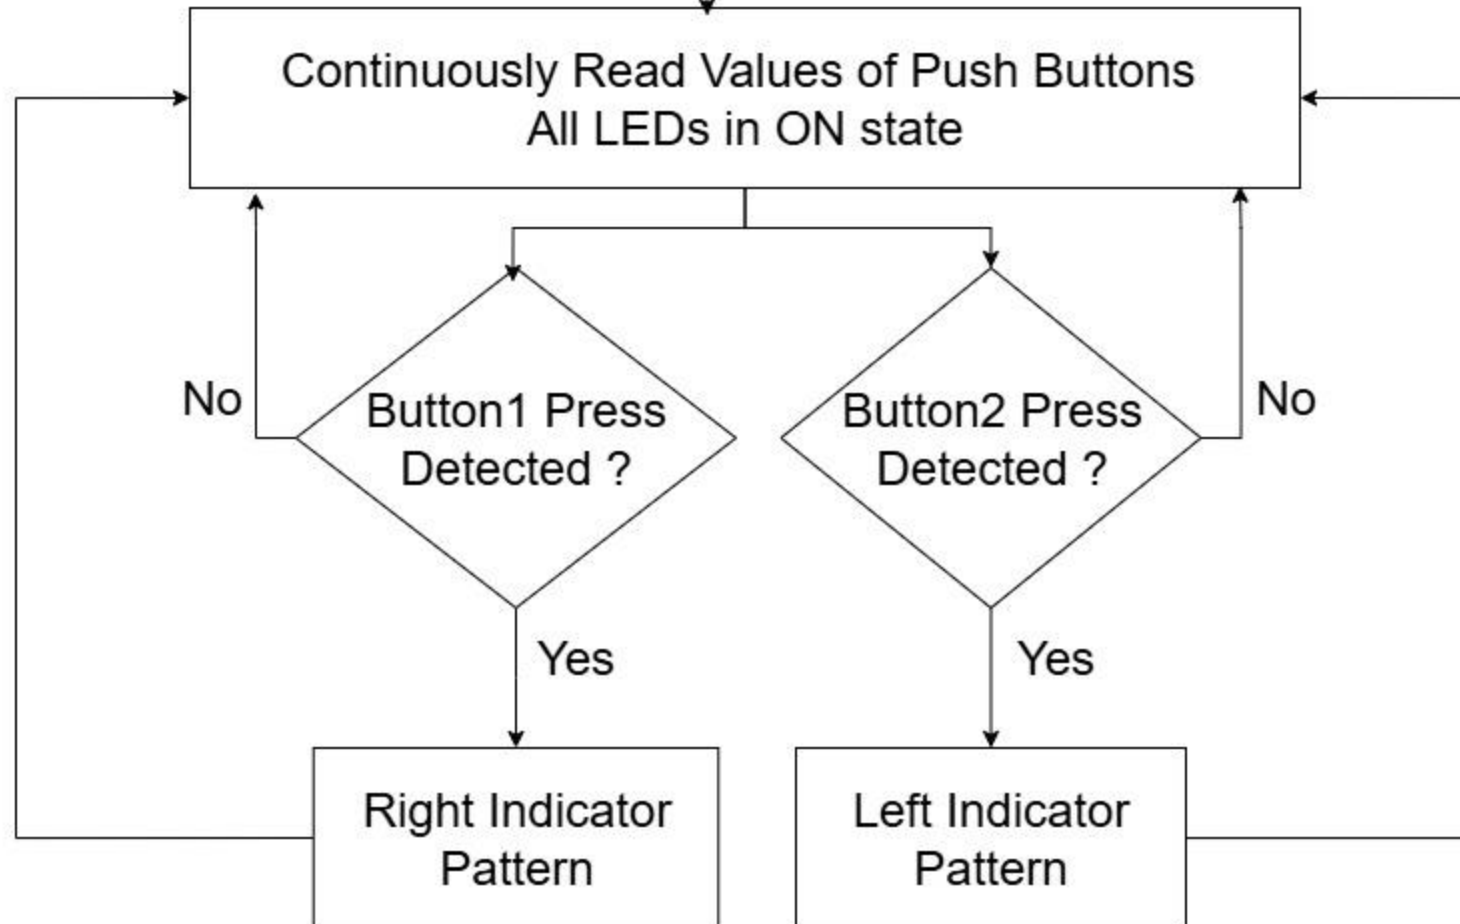 Continuously Read Values of Push Buttons
All LEDs in ON state
No
Button1 Press
Detected ?
Button2 Press
Detected ?
No
Yes
Yes
Right Indicator
Pattern
Left Indicator
Pattern